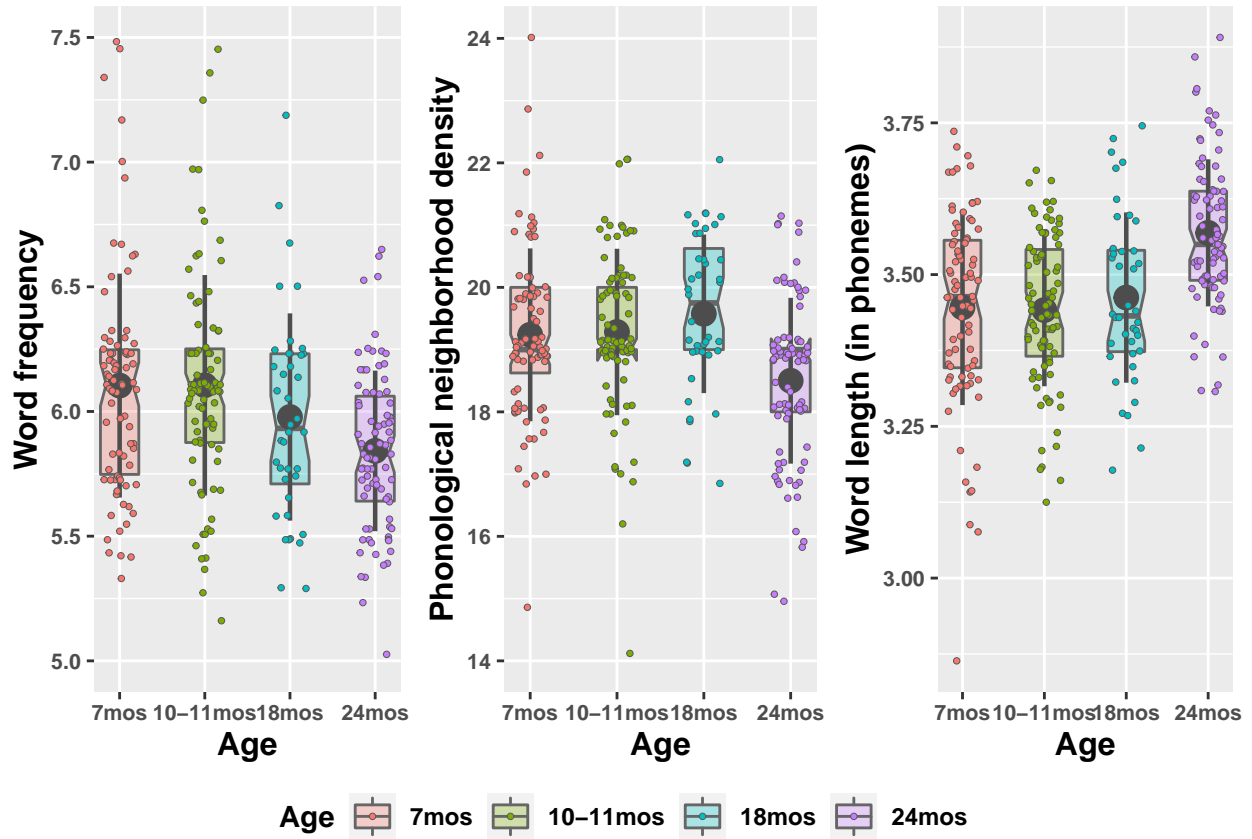 Word frequency
7.5
7.0
6.5
6.0
5.5
5.0
7mos 10−11mos 18mos 24mos
Age
Phonological neighborhood density
24
22
20
18
16
14
7mos 10−11mos 18mos 24mos
Age
Word length (in phonemes)
3.75
3.50
3.25
3.00
7mos 10−11mos 18mos 24mos
Age
Age 7mos 10−11mos 18mos 24mos